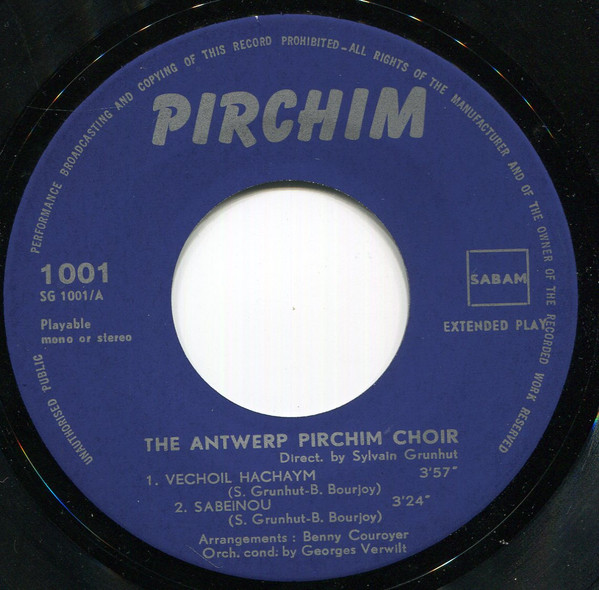 UNAUTHORISED PUBLIC PERFORMANCE BROADCASTING AND COPYING OF THIS RECORD PROHIBITED—ALL RIGHTS OF THE MANUFACTURER AND OF THE OWNER OF THE RECORDED WORK RESERVED
PIRCHIM
1001
SG 1001/A
SABAM
Playable
mono or stereo
EXTENDED PLAY
THE ANTWERP PIRCHIM CHOIR
Direct. by Sylvain Grunhut
1. VECHOIL HACHAYM 3'57"
(S. Grunhut-B. Bourjoy)
2. SABEINOU 3'24"
(S. Grunhut-B. Bourjoy)
Arrangements : Benny Couroyer
Orch. cond: by Georges Verwilt